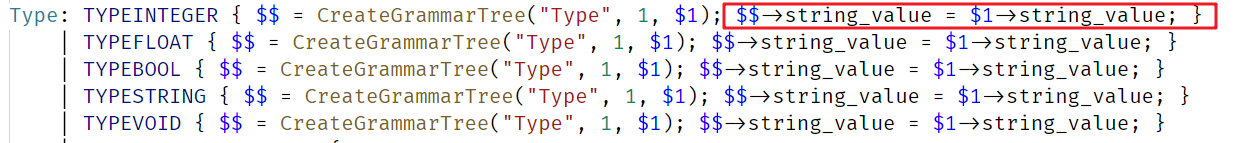 Type: TYPEINTEGER { $$ = CreateGrammarTree("Type", 1, $1); $$->string_value = $1->string_value; }
| TYPEFLOAT { $$ = CreateGrammarTree("Type", 1, $1); $$->string_value = $1->string_value; }
| TYPEBOOL { $$ = CreateGrammarTree("Type", 1, $1); $$->string_value = $1->string_value; }
| TYPESTRING { $$ = CreateGrammarTree("Type", 1, $1); $$->string_value = $1->string_value; }
| TYPEVOID { $$ = CreateGrammarTree("Type", 1, $1); $$->string_value = $1->string_value; }